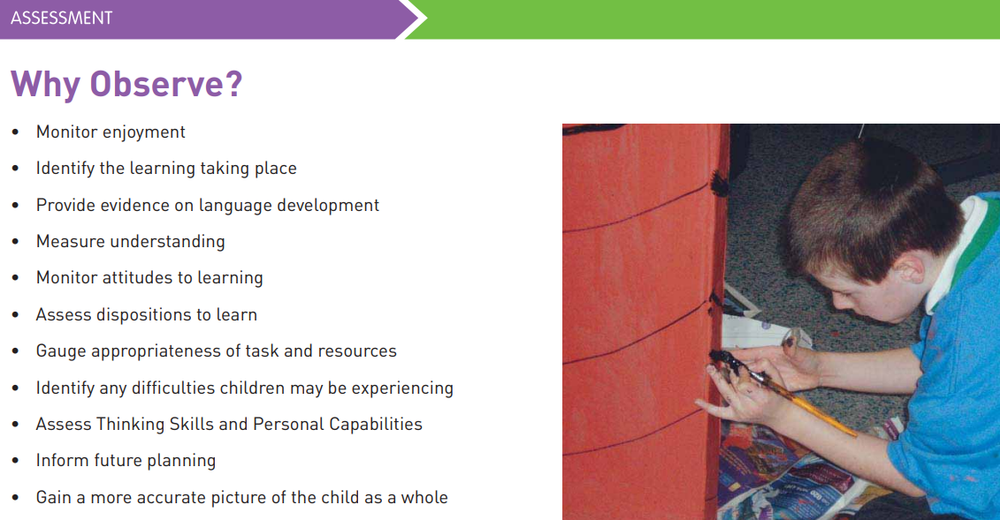 ASSESSMENT
Why Observe?
• Monitor enjoyment
• Identify the learning taking place
• Provide evidence on language development
• Measure understanding
• Monitor attitudes to learning
• Assess dispositions to learn
• Gauge appropriateness of task and resources
• Identify any difficulties children may be experiencing
• Assess Thinking Skills and Personal Capabilities
• Inform future planning
• Gain a more accurate picture of the child as a whole